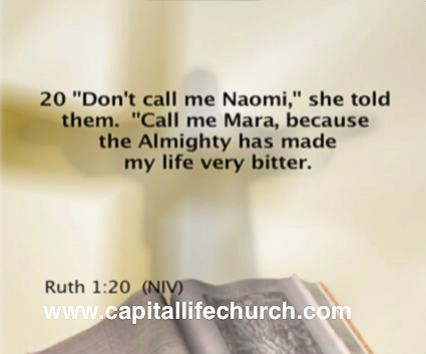 20 "Don't call me Naomi," she told
them.  "Call me Mara, because
the Almighty has made
my life very bitter.
Ruth 1:20  (NIV)
www.capitallifechurch.com